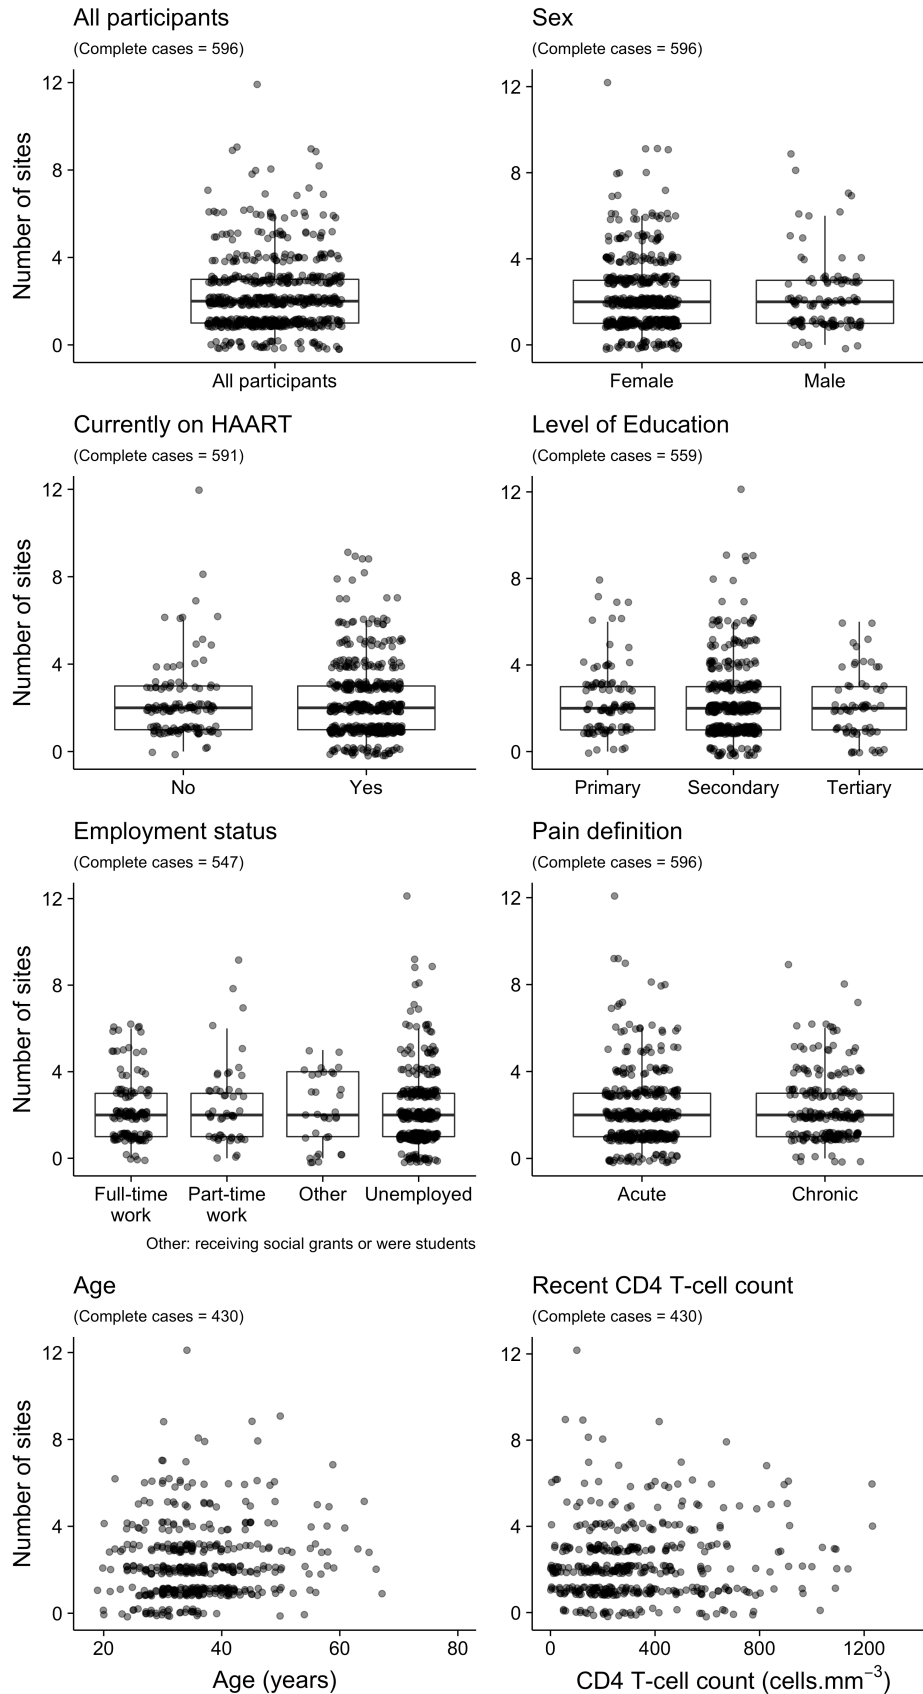 All participants
(Complete cases = 596)
Number of sites
12
8
4
0
All participants
Sex
(Complete cases = 596)
12
8
4
0
Female Male
Currently on HAART
(Complete cases = 591)
Number of sites
12
8
4
0
No Yes
Level of Education
(Complete cases = 559)
12
8
4
0
Primary Secondary Tertiary
Employment status
(Complete cases = 547)
Number of sites
12
8
4
0
Full-time Part-time Other Unemployed
work work
Other: receiving social grants or were students
Pain definition
(Complete cases = 596)
12
8
4
0
Acute Chronic
Age
(Complete cases = 430)
Number of sites
12
8
4
0
20 40 60 80
Age (years)
Recent CD4 T-cell count
(Complete cases = 430)
12
8
4
0
0 400 800 1200
CD4 T-cell count (cells.mm⁻³)